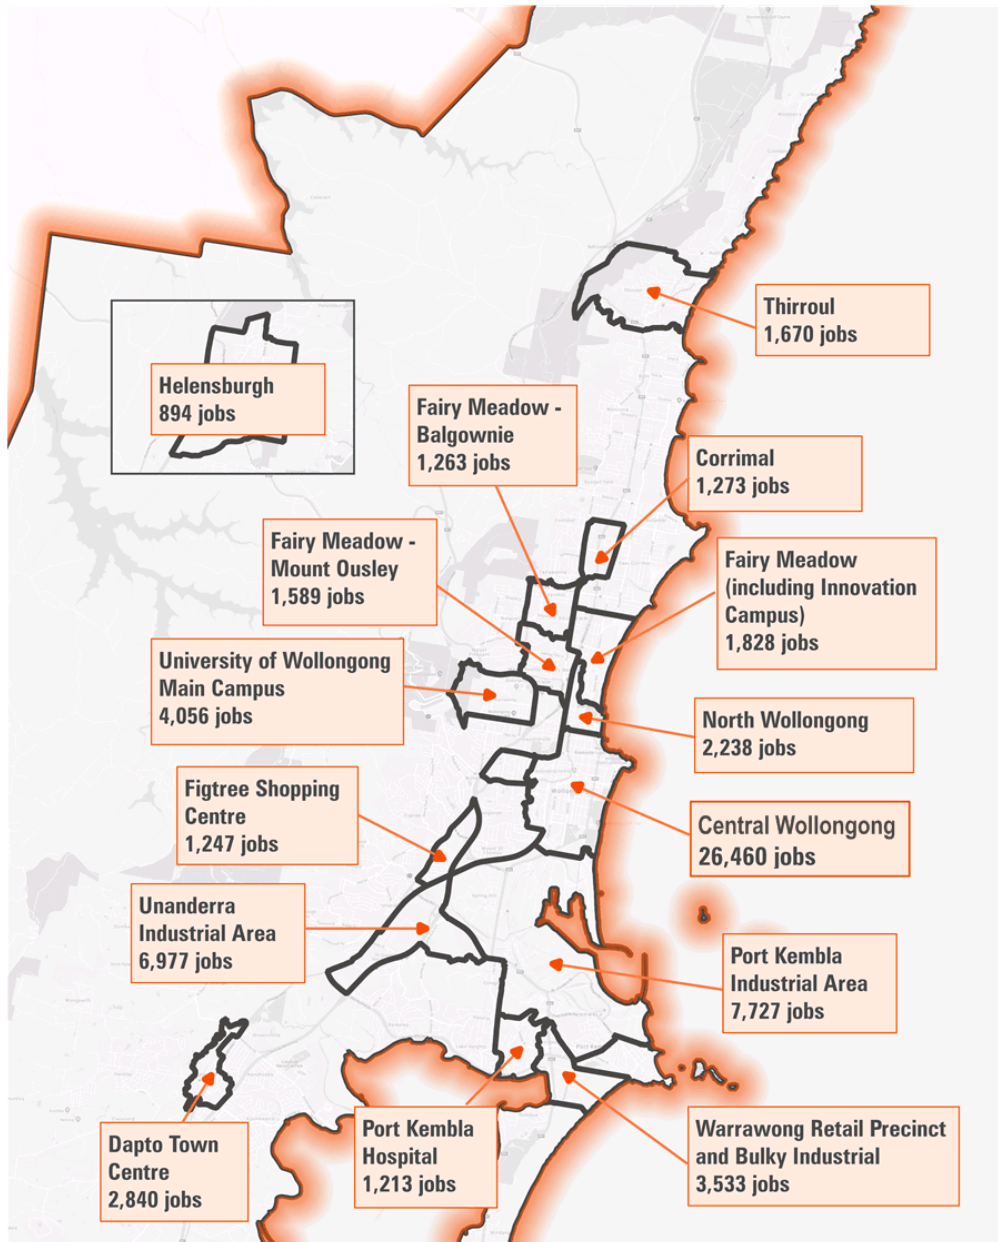 Thirroul
1,670 jobs
Helensburgh
894 jobs
Fairy Meadow -
Balgownie
1,263 jobs
Corrimal
1,273 jobs
Fairy Meadow -
Mount Ousley
1,589 jobs
Fairy Meadow
(including Innovation
Campus)
1,828 jobs
University of Wollongong
Main Campus
4,056 jobs
North Wollongong
2,238 jobs
Figtree Shopping
Centre
1,247 jobs
Central Wollongong
26,460 jobs
Unanderra
Industrial Area
6,977 jobs
Port Kembla
Industrial Area
7,727 jobs
Dapto Town
Centre
2,840 jobs
Port Kembla
Hospital
1,213 jobs
Warrawong Retail Precinct
and Bulky Industrial
3,533 jobs